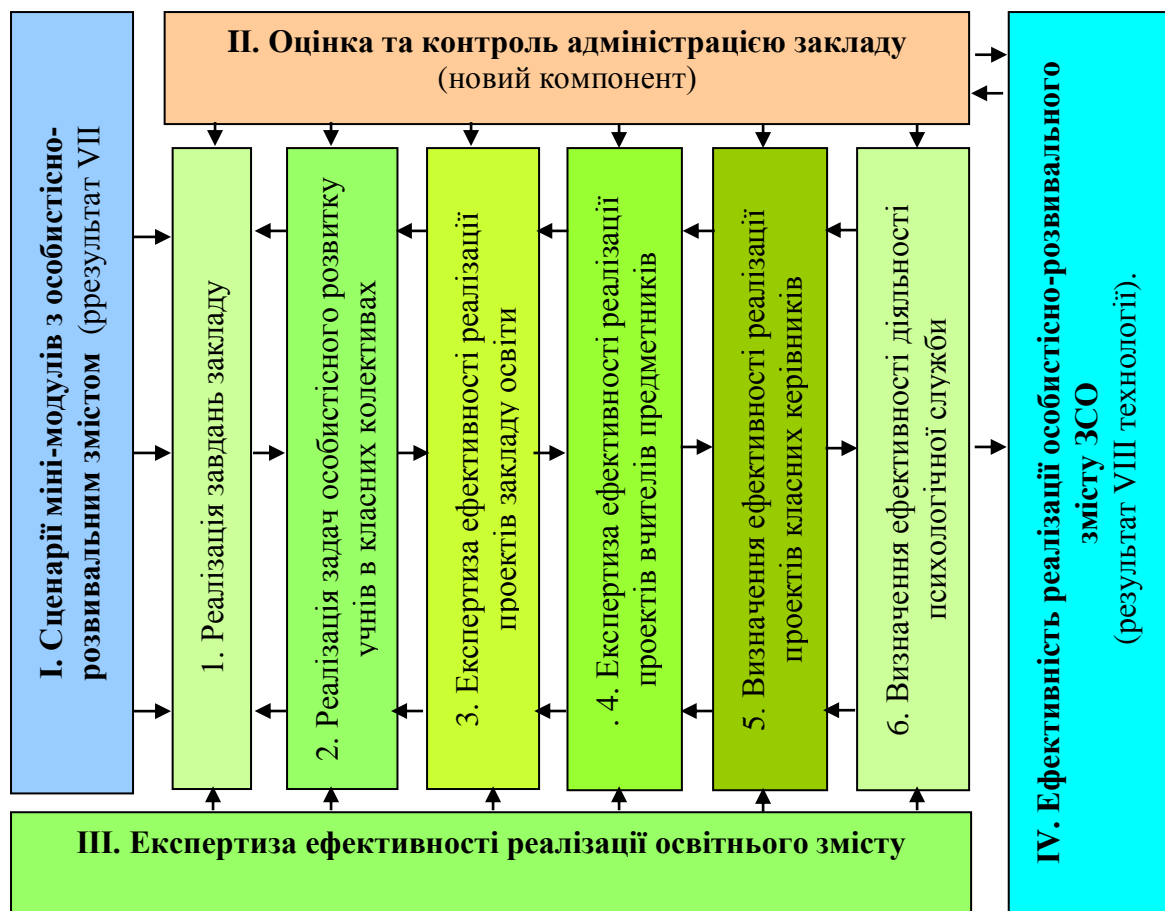 І. Сценарії міні-модулів з особистісно-
розвивальним змістом (ррезультат VII
ІІ. Оцінка та контроль адміністрацією закладу
(новий компонент)
1. Реалізація завдань закладу
2. Реалізація задач особистісного розвитку
учнів в класних колективах
3. Експертиза ефективності реалізації
проектів закладу освіти
. 4. Експертиза ефективності реалізації
проектів вчителів предметників
5. Визначення ефективності реалізації
проектів класних керівників
6. Визначення ефективності діяльності
психологічної служби
ІІІ. Експертиза ефективності реалізації освітнього змісту
IV. Ефективність реалізації особистісно-розвивального
змісту ЗСО
(результат VIII технології).